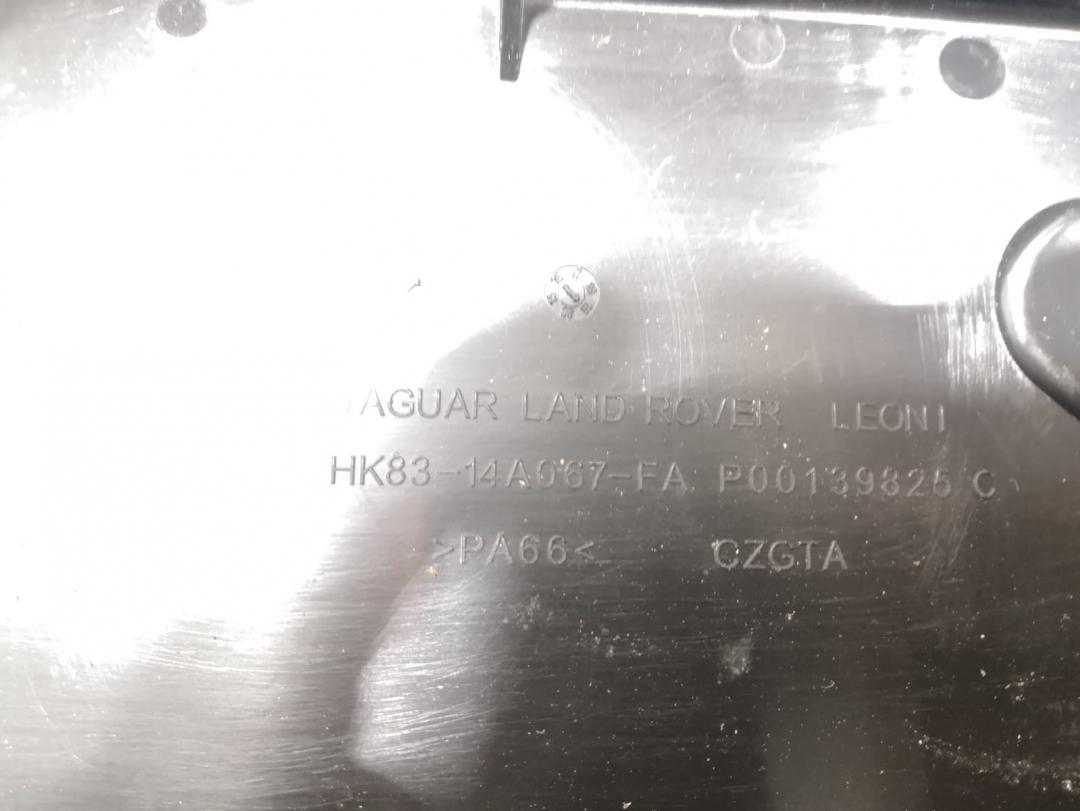 JAGUAR LAND ROVER LEONI
HK83-14A067-FA P00139825 C
>PA66< CZGTA